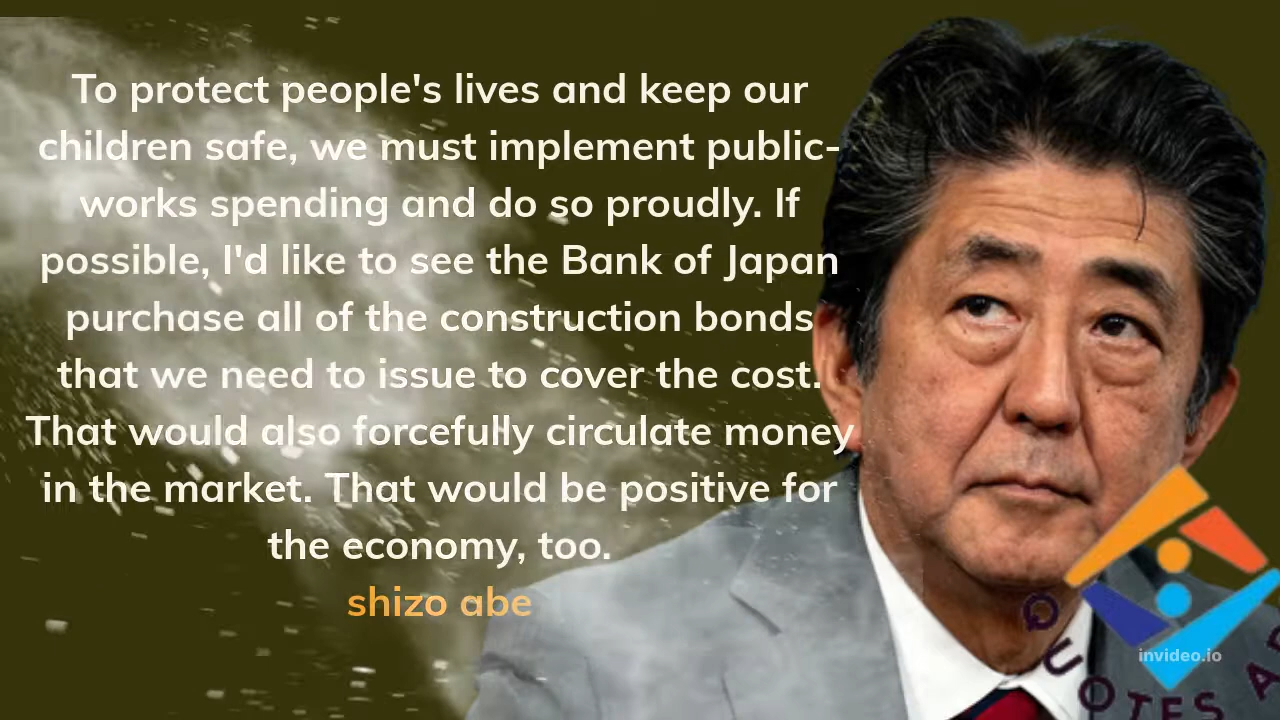 To protect people's lives and keep our
children safe, we must implement public-
works spending and do so proudly. If
possible, I'd like to see the Bank of Japan
purchase all of the construction bonds
that we need to issue to cover the cost.
That would also forcefully circulate money
in the market. That would be positive for
the economy, too.
shizo abe
invideo.io
QUOTES A